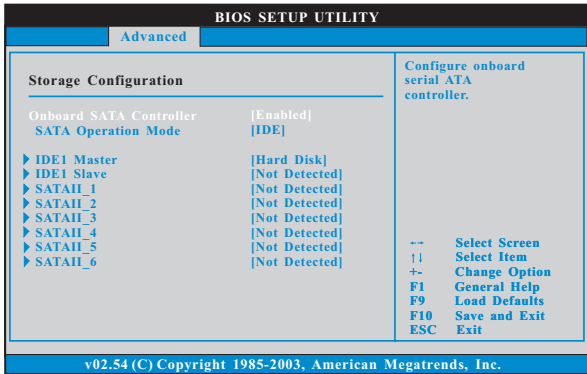 BIOS SETUP UTILITY
Advanced
Storage Configuration
Onboard SATA Controller [Enabled]
SATA Operation Mode [IDE]
IDE1 Master [Hard Disk]
IDE1 Slave [Not Detected]
SATAII_1 [Not Detected]
SATAII_2 [Not Detected]
SATAII_3 [Not Detected]
SATAII_4 [Not Detected]
SATAII_5 [Not Detected]
SATAII_6 [Not Detected]
Configure onboard
serial ATA
controller.
←→ Select Screen
↑↓ Select Item
+- Change Option
F1 General Help
F9 Load Defaults
F10 Save and Exit
ESC Exit
v02.54 (C) Copyright 1985-2003, American Megatrends, Inc.